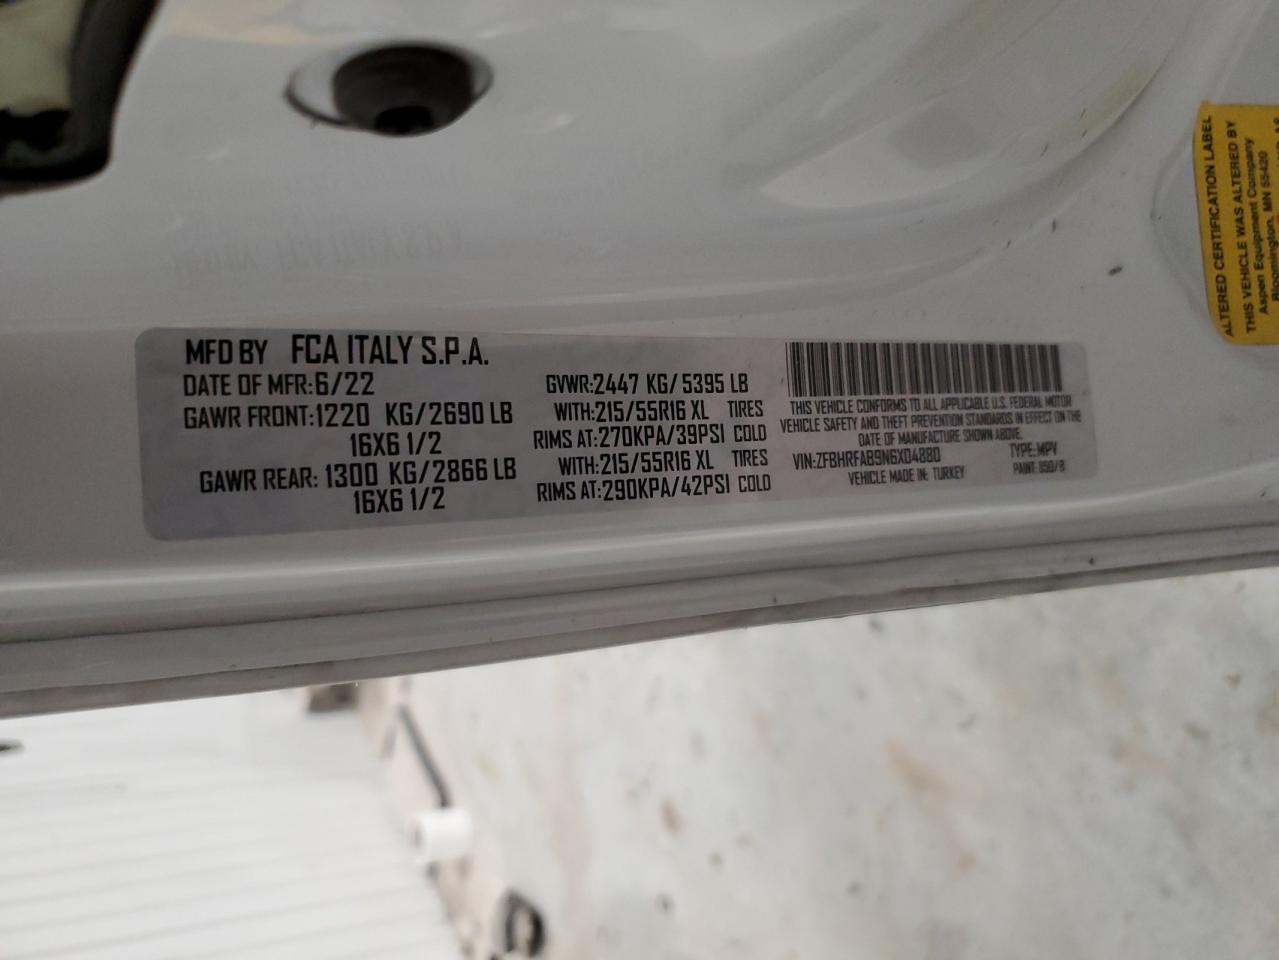 MFD BY FCA ITALY S.P.A.
DATE OF MFR:6/22
GAWR FRONT:1220 KG/2690 LB
16X6 1/2
GAWR REAR: 1300 KG/2866 LB
16X6 1/2
GVWR:2447 KG/5395 LB
WITH:215/55R16 XL TIRES
RIMS AT:270KPA/39PSI COLD
WITH:215/55R16 XL TIRES
RIMS AT:290KPA/42PSI COLD
THIS VEHICLE CONFORMS TO ALL APPLICABLE U.S. FEDERAL MOTOR
VEHICLE SAFETY AND THEFT PREVENTION STANDARDS IN EFFECT ON THE
DATE OF MANUFACTURE SHOWN ABOVE.
VIN:ZFBHRFAB9N6X04880 TYPE:MPV
VEHICLE MADE IN: TURKEY PAINT: 850/B
ALTERED CERTIFICATION LABEL
THIS VEHICLE WAS ALTERED BY
Aspen Equipment Company
Bloomington, MN 55420